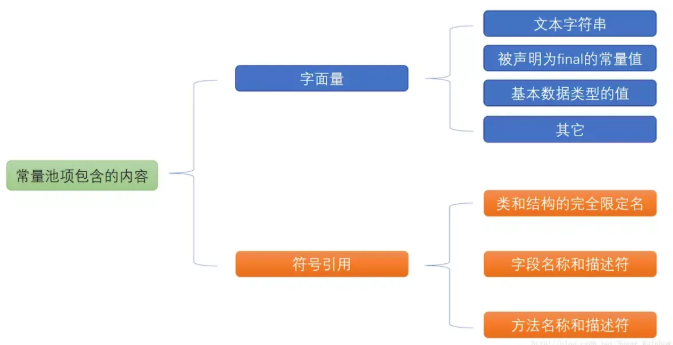 常量池项包含的内容
字面量
文本字符串
被声明为final的常量值
基本数据类型的值
其它
符号引用
类和结构的完全限定名
字段名称和描述符
方法名称和描述符